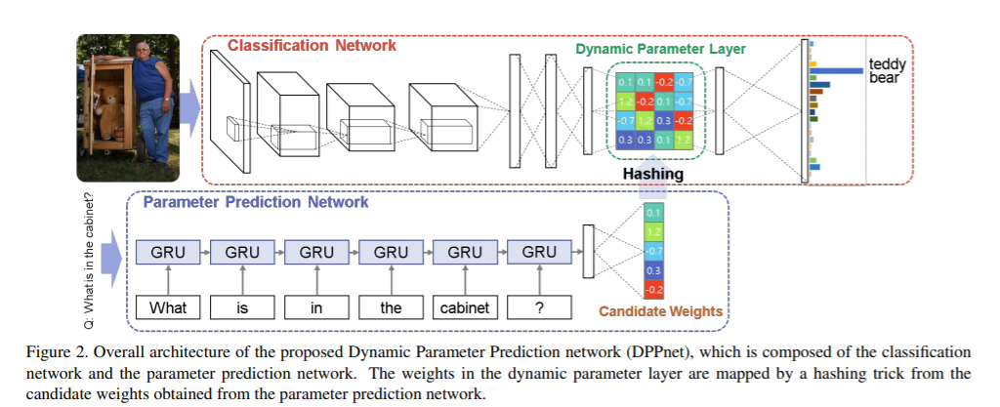 Classification Network
Dynamic Parameter Layer
teddy
bear
0.1 0.1 -0.2 -0.7
1.2 -0.2 0.1 -0.7
-0.7 1.2 0.3 -0.2
0.3 0.3 0.1 1.2
Hashing
Q: What is in the cabinet?
Parameter Prediction Network
0.1
1.2
-0.7
0.3
-0.2
GRU GRU GRU GRU GRU GRU
What is in the cabinet ?
Candidate Weights
Figure 2. Overall architecture of the proposed Dynamic Parameter Prediction network (DPPnet), which is composed of the classification
network and the parameter prediction network. The weights in the dynamic parameter layer are mapped by a hashing trick from the
candidate weights obtained from the parameter prediction network.